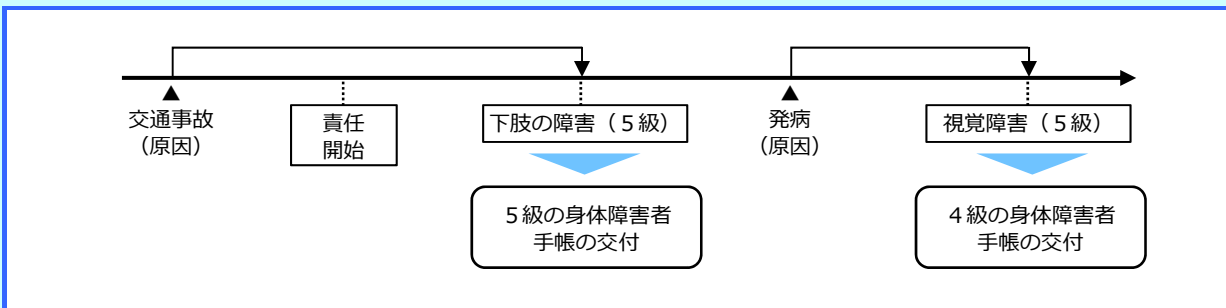 交通事故
（原因）
責任
開始
下肢の障害（５級）
発病
（原因）
視覚障害（５級）
５級の身体障害者
手帳の交付
４級の身体障害者
手帳の交付